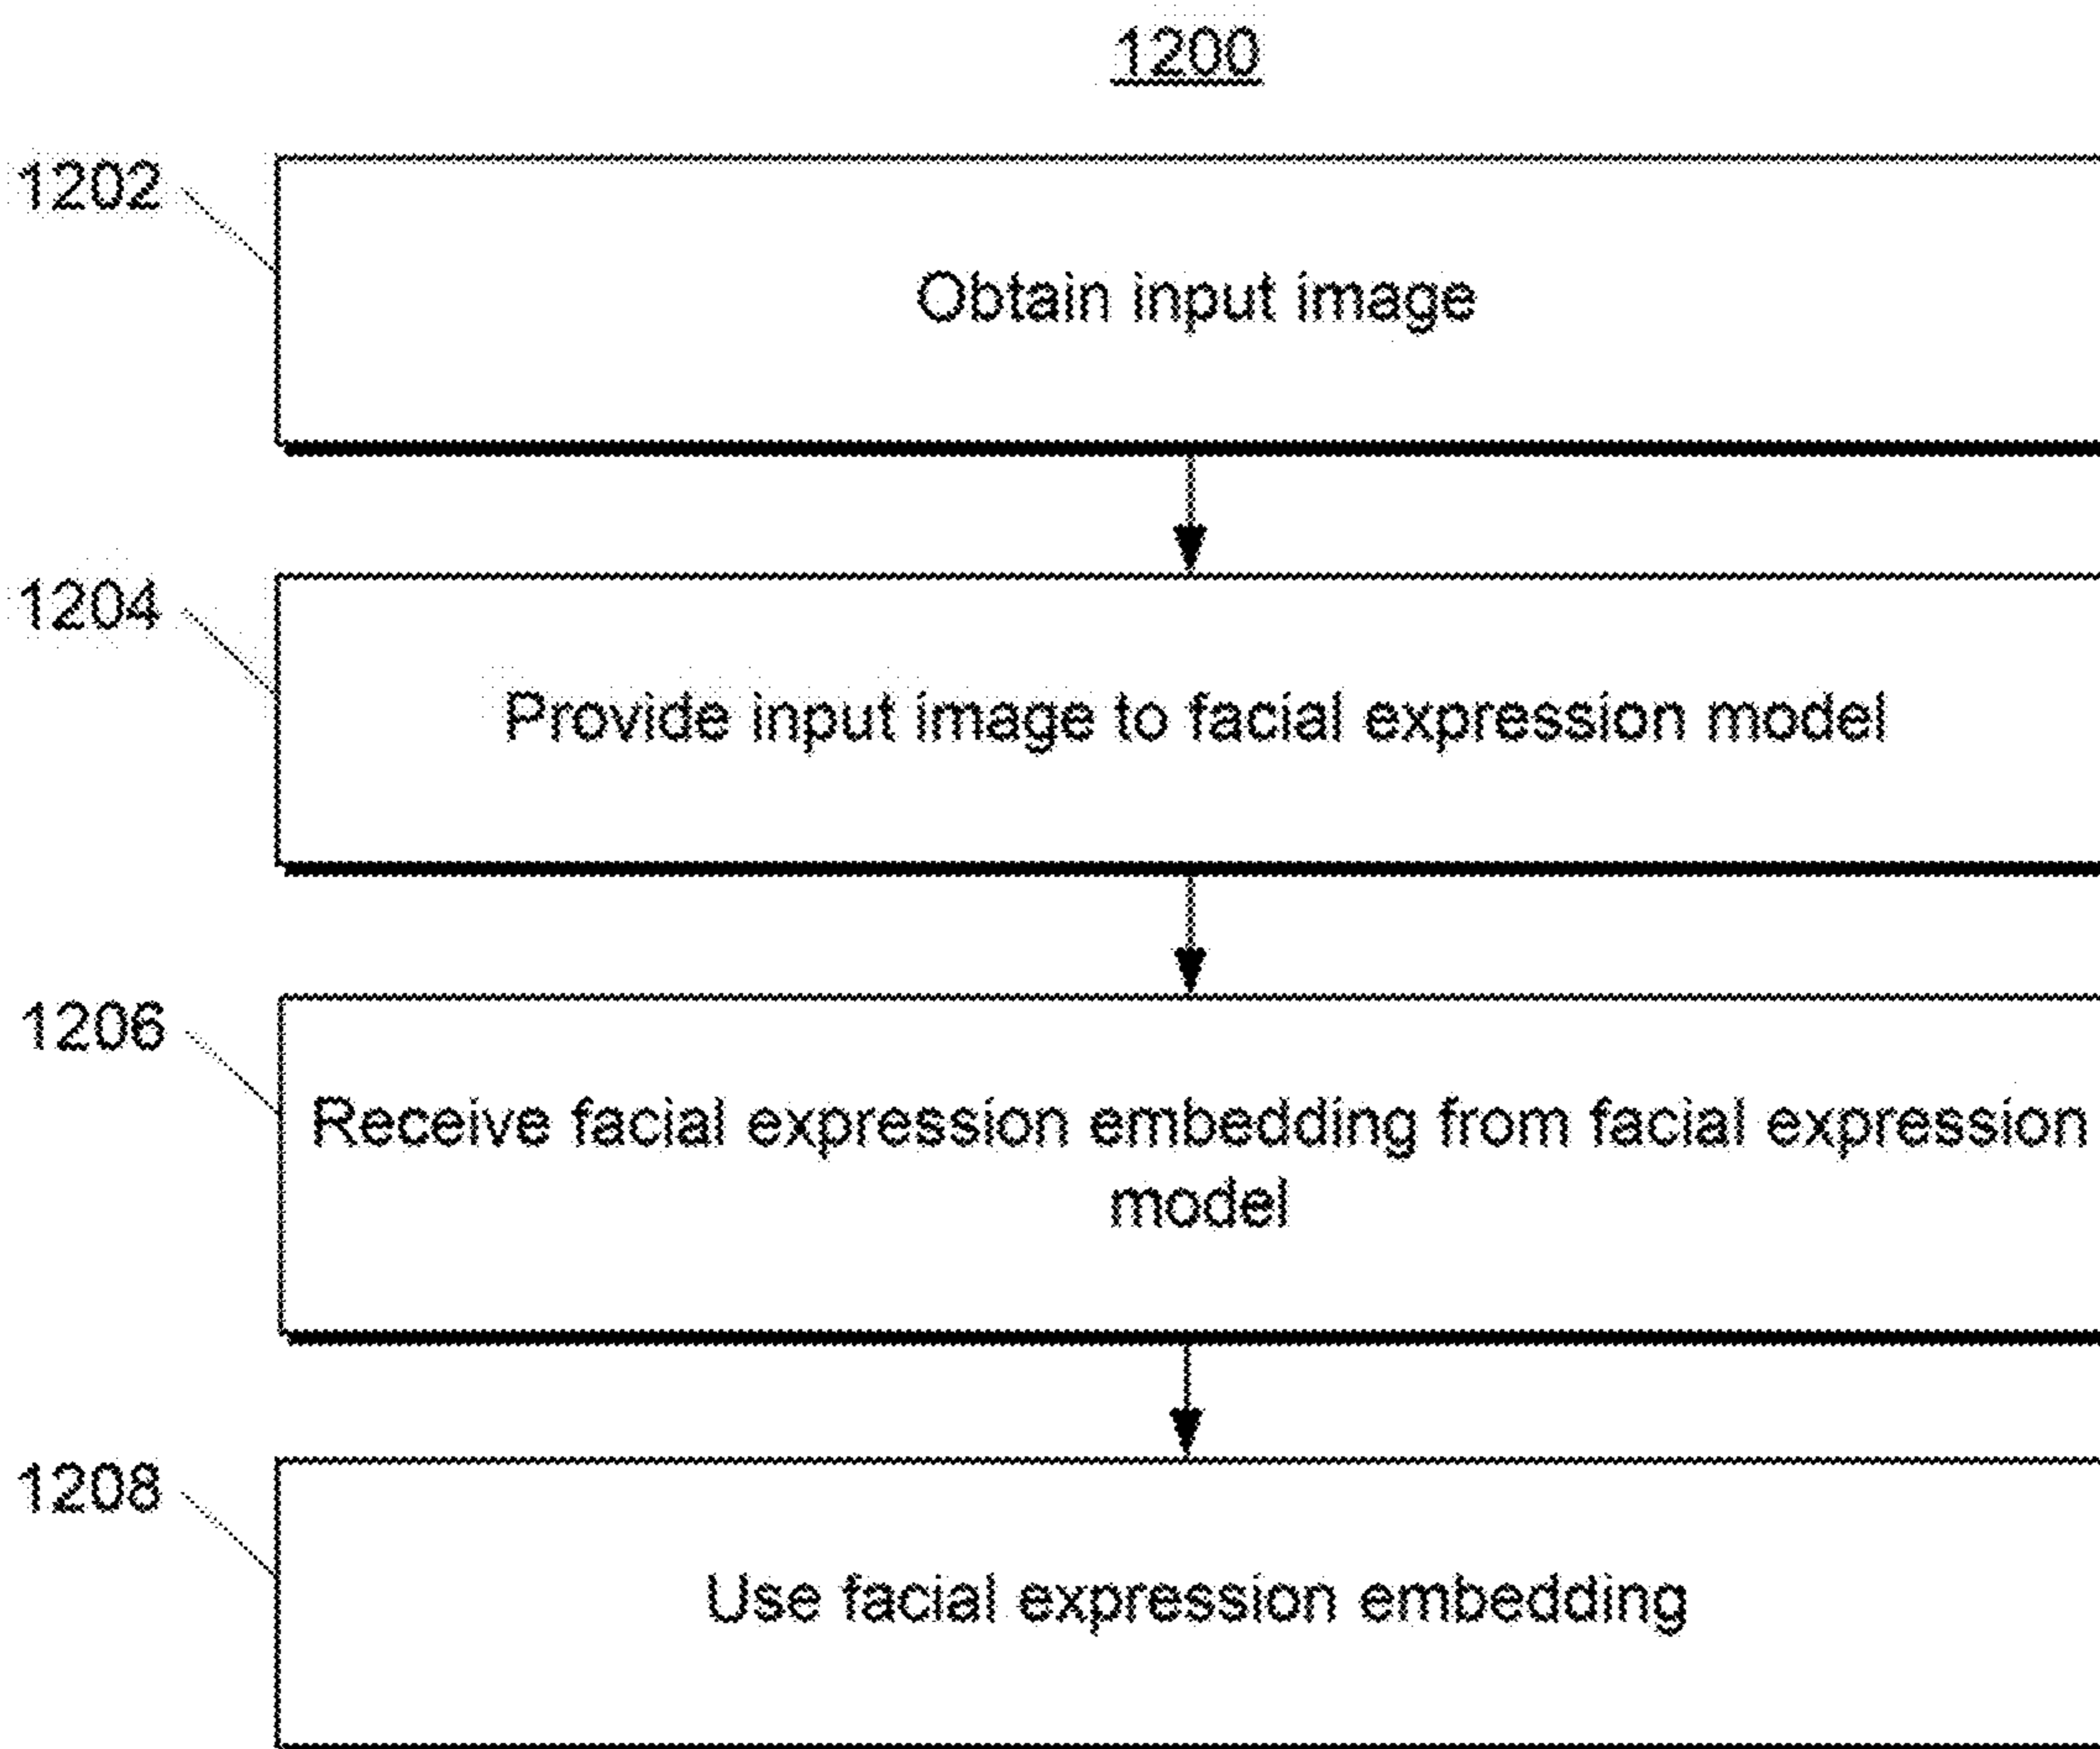 1200
1202
Obtain input image
1204
Provide input image to facial expression model
1206
Receive facial expression embedding from facial expression
model
1208
Use facial expression embedding